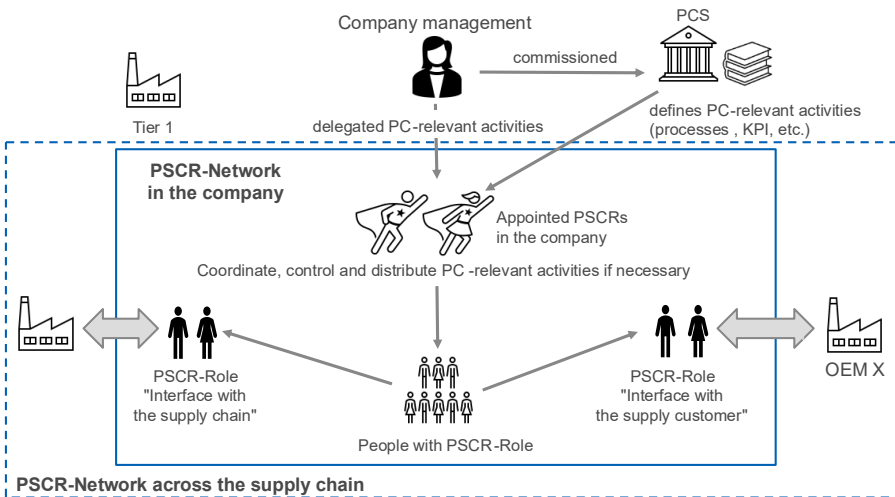 Company management
PCS
commissioned
Tier 1
delegated PC-relevant activities
defines PC-relevant activities
(processes , KPI, etc.)
PSCR-Network
in the company
Appointed PSCRs
in the company
Coordinate, control and distribute PC -relevant activities if necessary
PSCR-Role
"Interface with
the supply chain"
People with PSCR-Role
PSCR-Role
"Interface with
the supply customer"
OEM X
PSCR-Network across the supply chain